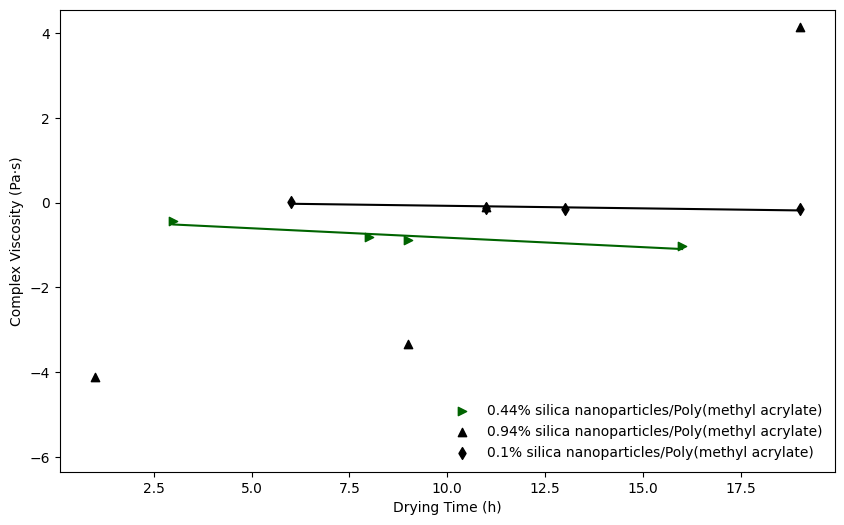 4
2
0
−2
−4
−6
Complex Viscosity (Pa·s)
0.44% silica nanoparticles/Poly(methyl acrylate)
0.94% silica nanoparticles/Poly(methyl acrylate)
0.1% silica nanoparticles/Poly(methyl acrylate)
2.5 5.0 7.5 10.0 12.5 15.0 17.5
Drying Time (h)